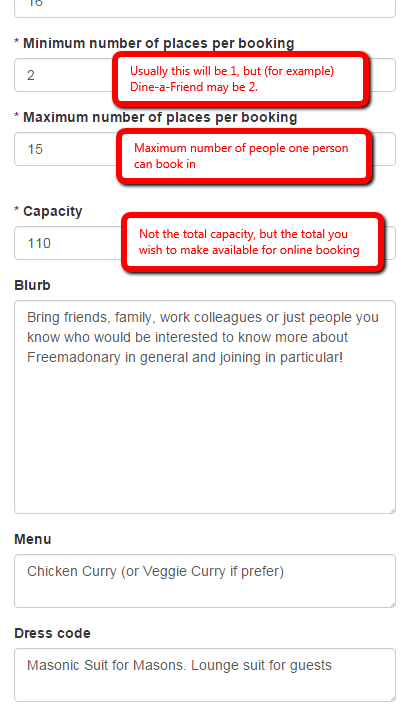 16
* Minimum number of places per booking
2
Usually this will be 1, but (for example)
Dine-a-Friend may be 2.
* Maximum number of places per booking
15
Maximum number of people one person
can book in
* Capacity
110
Not the total capacity, but the total you
wish to make available for online booking
Blurb
Bring friends, family, work colleagues or just people you
know who would be interested to know more about
Freemadonary in general and joining in particular!
Menu
Chicken Curry (or Veggie Curry if prefer)
Dress code
Masonic Suit for Masons. Lounge suit for guests